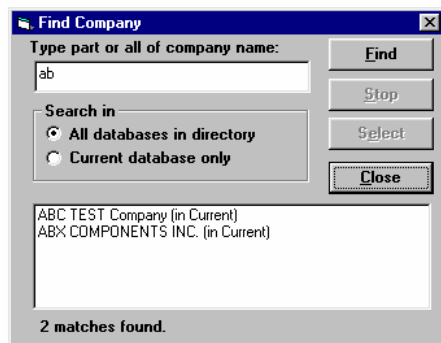 Find Company
Type part or all of company name:
Find
ab
Stop
Search in
All databases in directory
Select
Current database only
Close
ABC TEST Company (in Current)
ABX COMPONENTS INC. (in Current)
2 matches found.